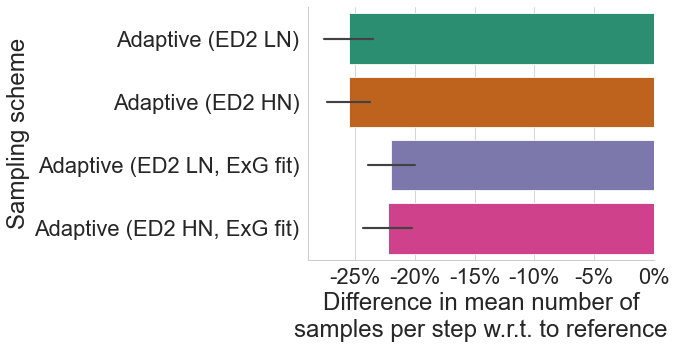 Sampling scheme
Adaptive (ED2 LN)
Adaptive (ED2 HN)
Adaptive (ED2 LN, ExG fit)
Adaptive (ED2 HN, ExG fit)
-25% -20% -15% -10% -5% 0%
Difference in mean number of
samples per step w.r.t. to reference